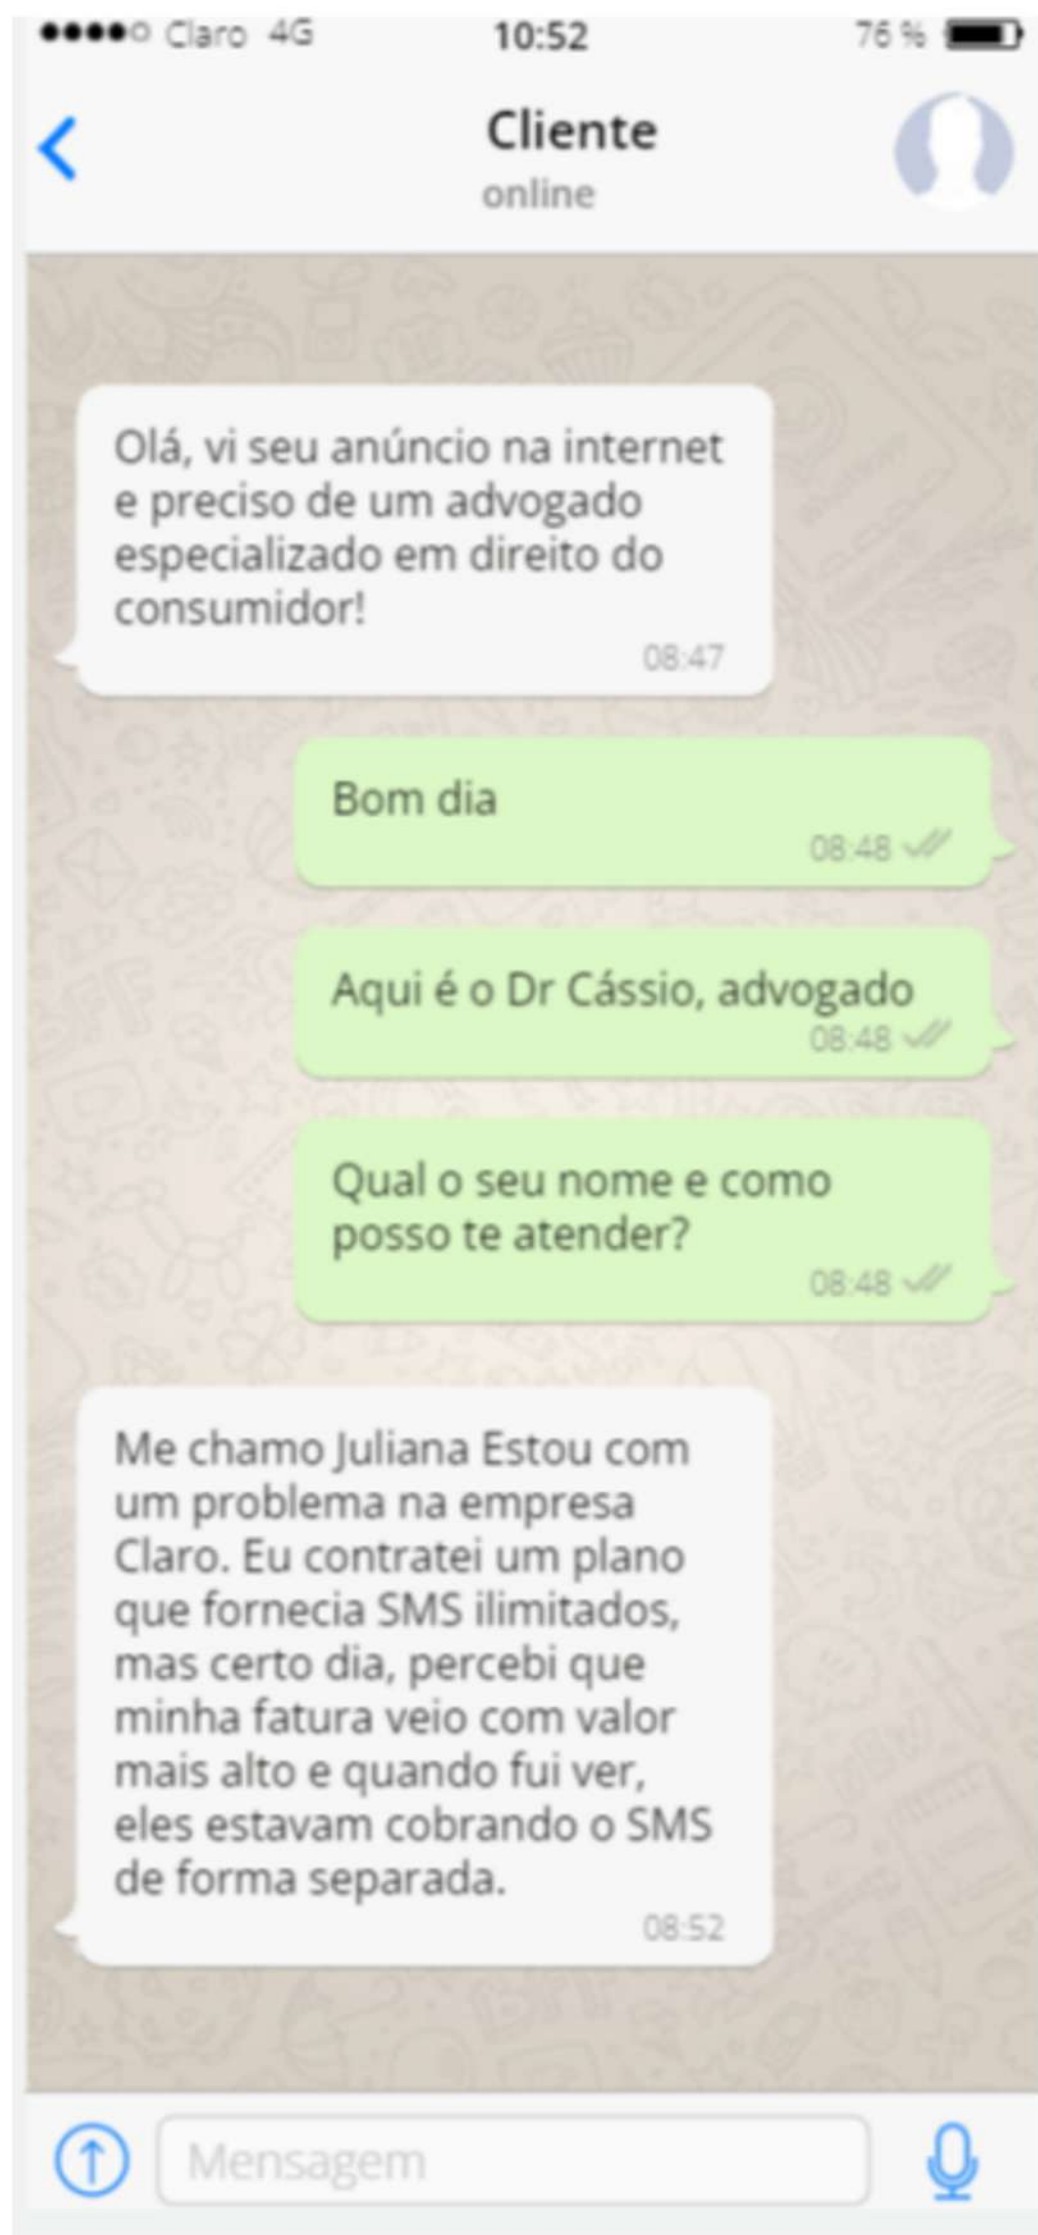 Claro 4G 10:52 76 %
Cliente
online
Olá, vi seu anúncio na internet
e preciso de um advogado
especializado em direito do
consumidor!
08:47
Bom dia
08:48
Aqui é o Dr Cássio, advogado
08:48
Qual o seu nome e como
posso te atender?
08:48
Me chamo Juliana Estou com
um problema na empresa
Claro. Eu contratei um plano
que fornecia SMS ilimitados,
mas certo dia, percebi que
minha fatura veio com valor
mais alto e quando fui ver,
eles estavam cobrando o SMS
de forma separada.
08:52
Mensagem